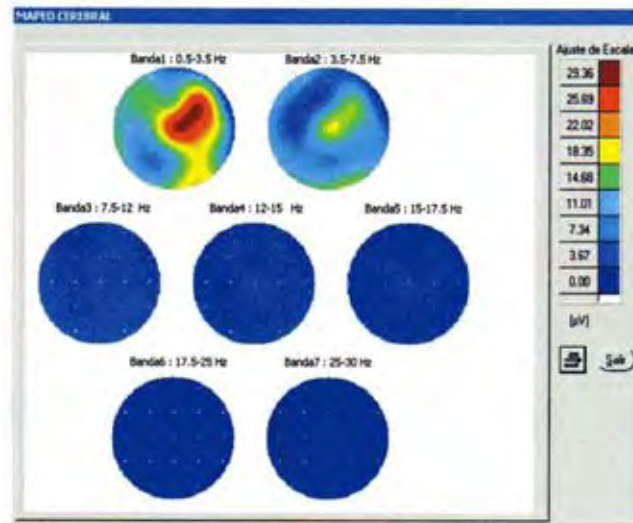 MAPEO CEREBRAL
Banda1 : 0.5-3.5 Hz
Banda2 : 3.5-7.5 Hz
Ajuste de Escala
29.36
25.69
22.02
18.35
14.68
11.01
7.34
3.67
0.00
[µV]
Salir
Banda3 : 7.5-12 Hz
Banda4 : 12-15 Hz
Banda5 : 15-17.5 Hz
Banda6 : 17.5-25 Hz
Banda7 : 25-30 Hz